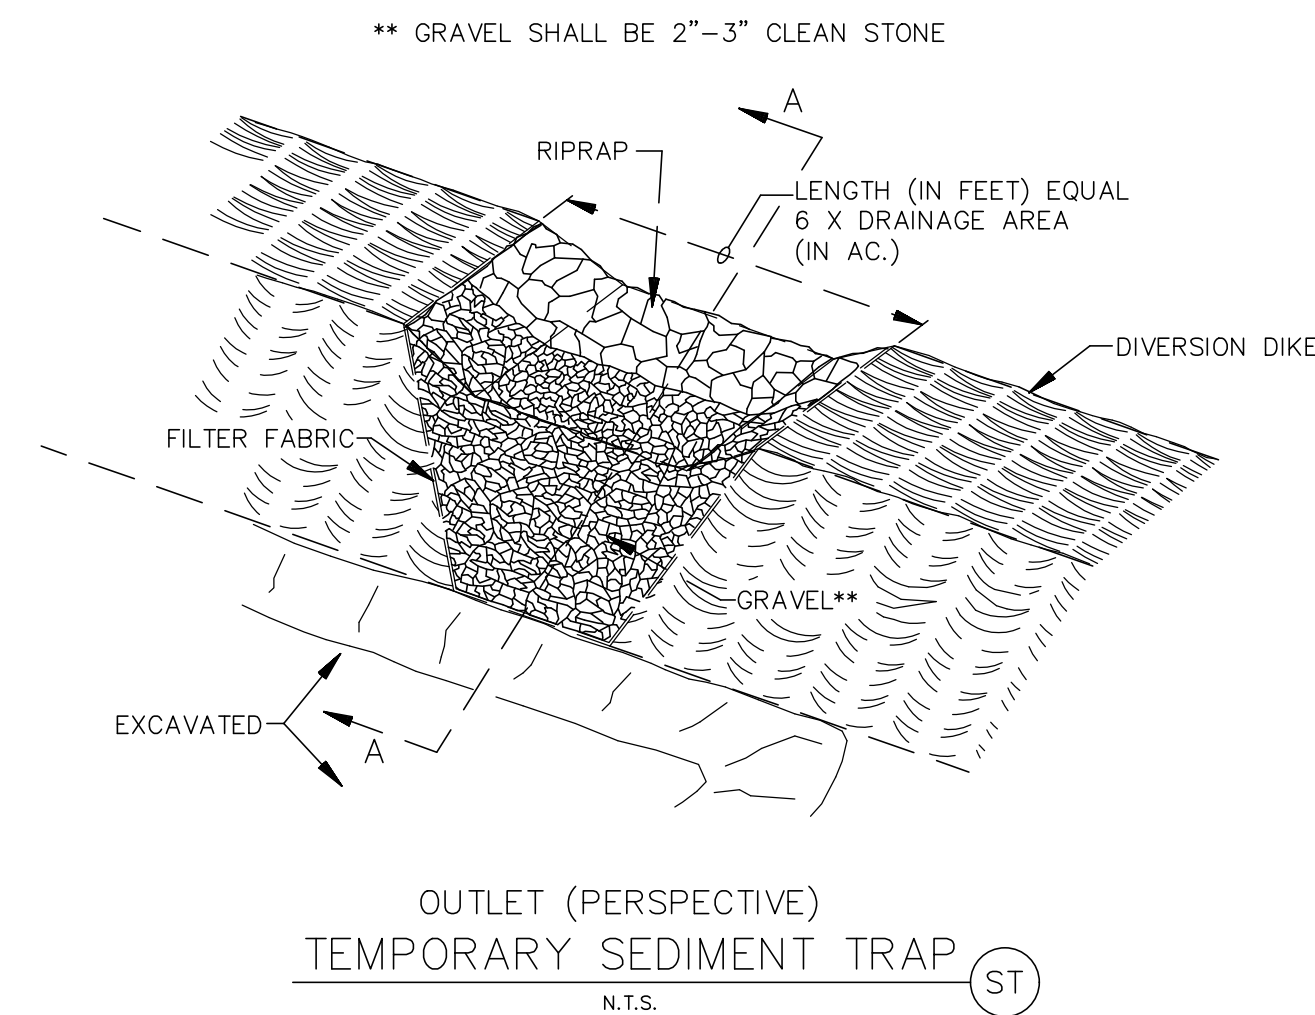 ** GRAVEL SHALL BE 2”–3” CLEAN STONE
A
RIPRAP
LENGTH (IN FEET) EQUAL
6 X DRAINAGE AREA
(IN AC.)
DIVERSION DIKE
FILTER FABRIC
GRAVEL**
EXCAVATED
A
OUTLET (PERSPECTIVE)
TEMPORARY SEDIMENT TRAP
ST
N.T.S.